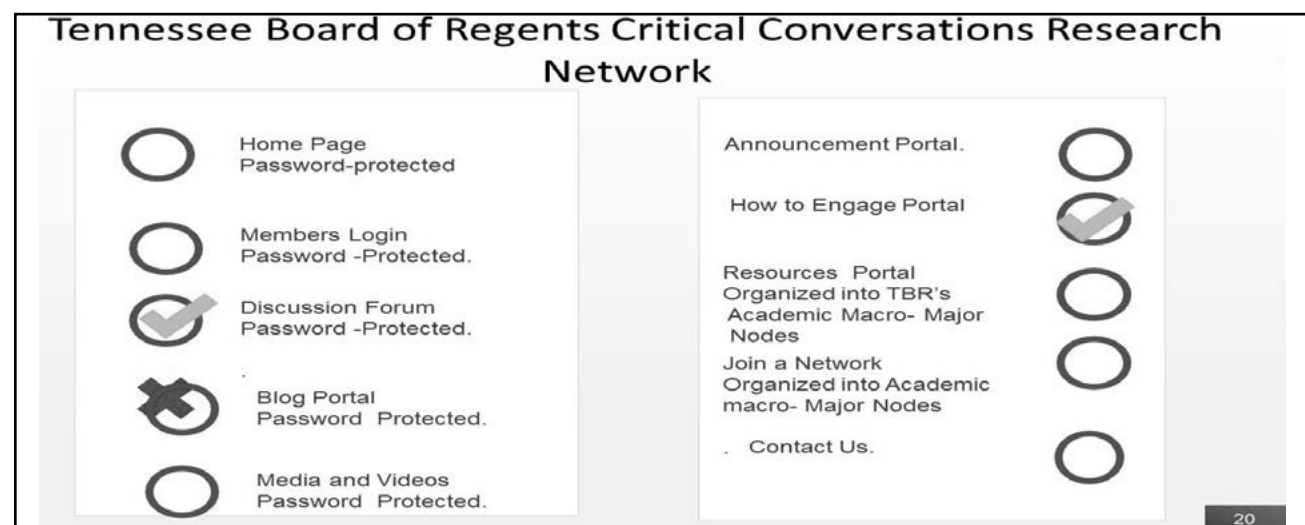 Tennessee Board of Regents Critical Conversations Research
Network
Home Page
Password-protected
Members Login
Password -Protected.
Discussion Forum
Password -Protected.
.
Blog Portal
Password Protected.
Media and Videos
Password Protected.
Announcement Portal.
How to Engage Portal
Resources Portal
Organized into TBR's
Academic Macro- Major
Nodes
Join a Network
Organized into Academic
macro- Major Nodes
. Contact Us.
20